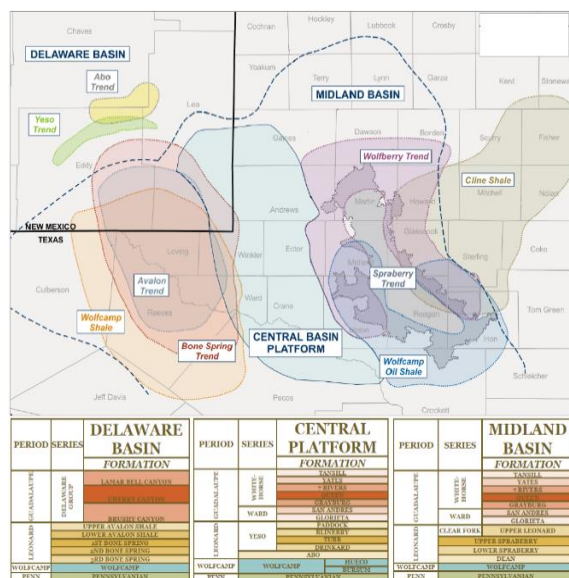 Chaves
Cochran
Hockley
Lubbock
Crosby
DELAWARE
BASIN
Yoakum
Terry
Lynn
Garza
Kent
Abo
Trend
MIDLAND
BASIN
Lea
Yeso
Trend
Gaines
Dawson
Borden
Scurry
Fisher
Eddy
Wolfberry Trend
Cline Shale
Andrews
Martin
Howard
Mitchell
Nolan
NEW MEXICO
TEXAS
Glasscock
Loving
Winkler
Ector
Midland
Sterling
Coke
Culberson
Avalon
Trend
Spraberry
Trend
Reeves
Ward
Crane
Reagan
Tom Green
Wolfcamp
Shale
Bone Spring
Trend
CENTRAL BASIN
PLATFORM
Upton
Irion
Wolfcamp
Oil Shale
Schleicher
Jeff Davis
Pecos
Crockett
PERIOD SERIES DELAWARE BASIN
FORMATION
GUADALAUPE
DELAWARE GROUP
LAMAR BELL CANYON
CHERRY CANYON
BRUSHY CANYON
LEONARD
UPPER AVALON SHALE
LOWER AVALON SHALE
1ST BONE SPRING
2ND BONE SPRING
3RD BONE SPRING
WOLFCAMP WOLFCAMP
PENN PENNSYLVANIAN
PERIOD SERIES CENTRAL PLATFORM
FORMATION
GUADALAUPE
WHITE-HORSE
TANSILL
YATES
7 RIVERS
QUEEN
GRAYBURG
WARD
SAN ANDRES
GLORIETA
LEONARD
YESO
PADDOCK
BLINEBRY
TUBB
DRINKARD
ABO
WOLFCAMP WOLFCAMP HUECO
BURSUM
PENN PENNSYLVANIAN
PERIOD SERIES MIDLAND BASIN
FORMATION
GUADALAUPE
WHITE-HORSE
TANSILL
YATES
7 RIVERS
QUEEN
GRAYBURG
WARD
SAN ANDRES
GLORIETA
LEONARD
CLEAR FORK
UPPER LEONARD
UPPER SPRABERRY
LOWER SPRABERRY
DEAN
WOLFCAMP WOLFCAMP
PENN PENNSYLVANIAN